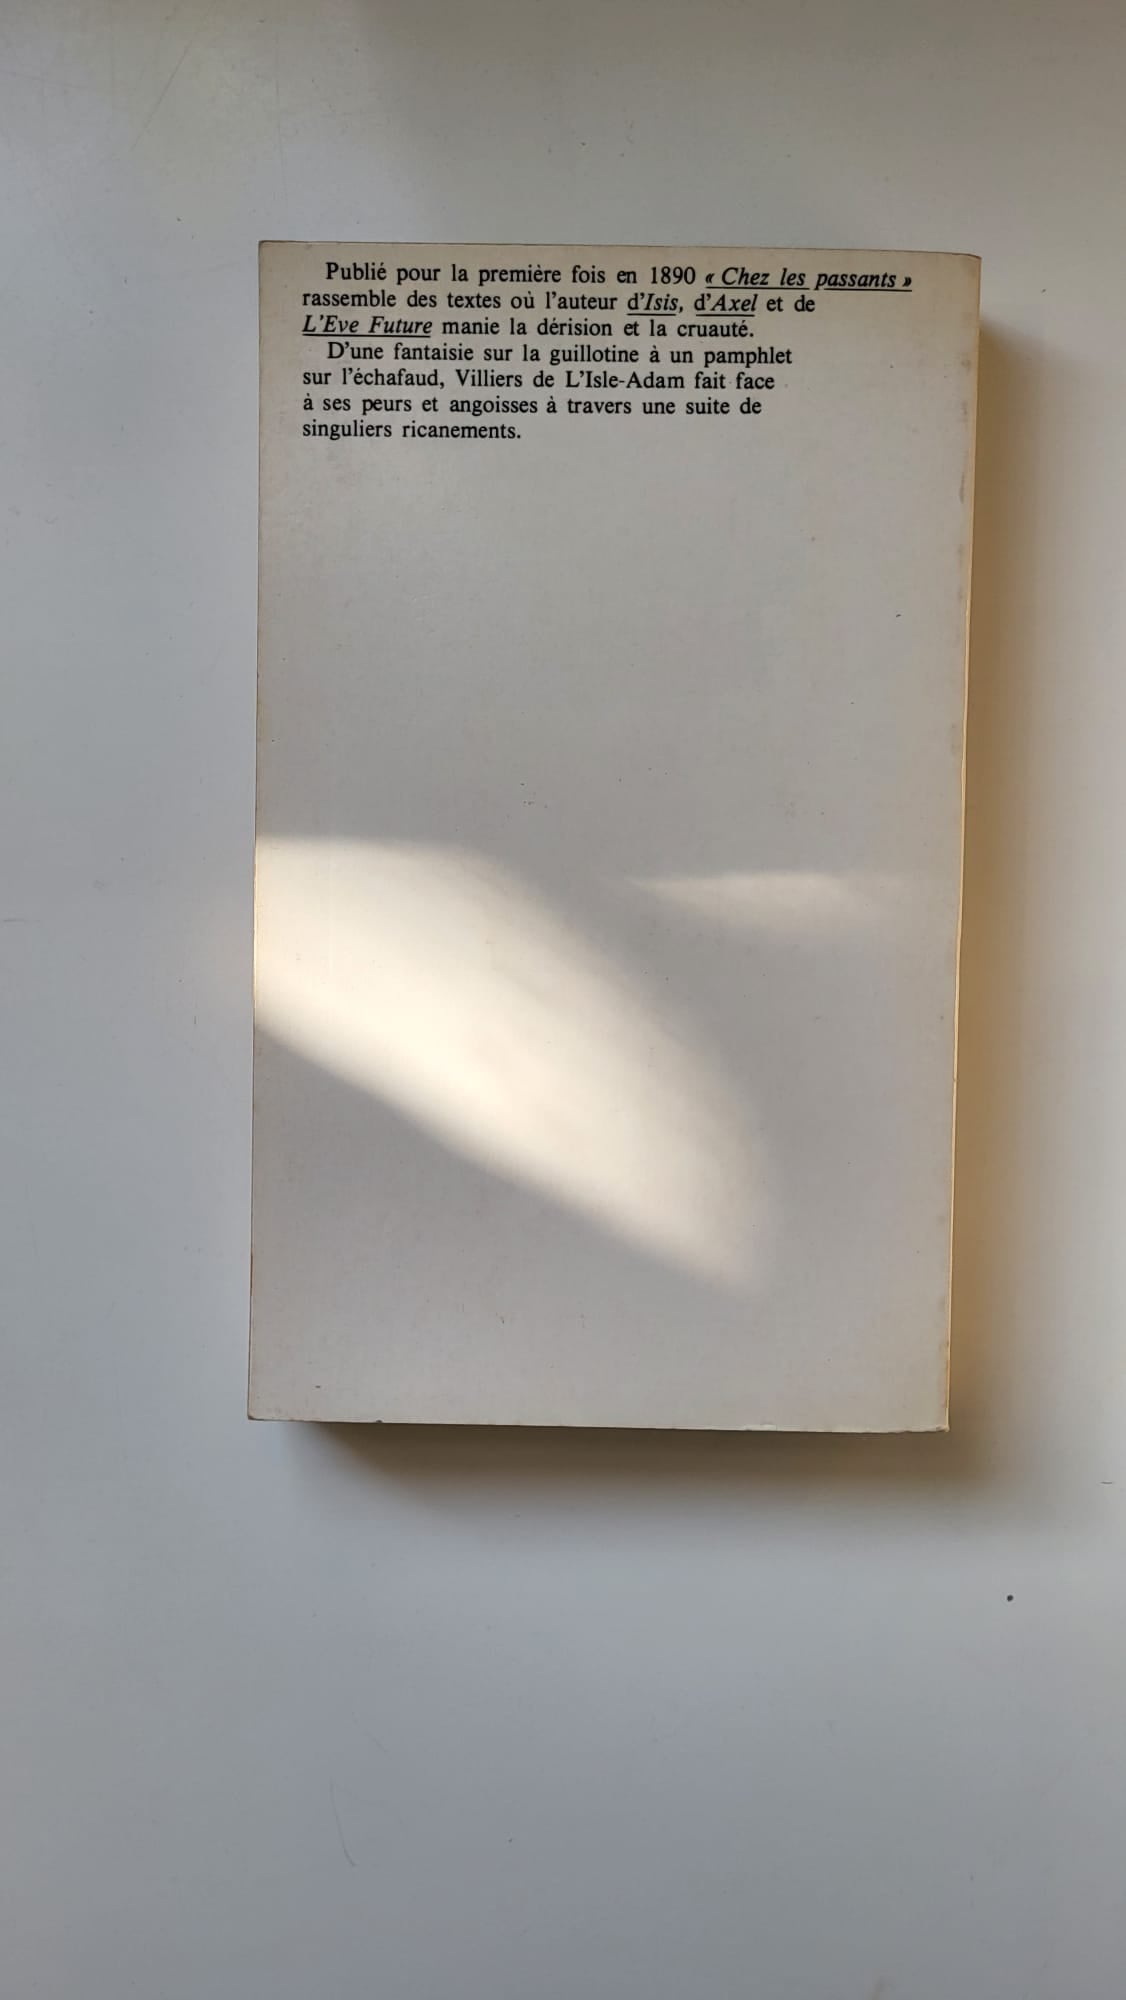 Publié pour la première fois en 1890 « Chez les passants »
rassemble des textes où l'auteur d'Isis, d'Axel et de
L'Eve Future manie la dérision et la cruauté.
D'une fantaisie sur la guillotine à un pamphlet
sur l'échafaud, Villiers de L'Isle-Adam fait face
à ses peurs et angoisses à travers une suite de
singuliers ricanements.